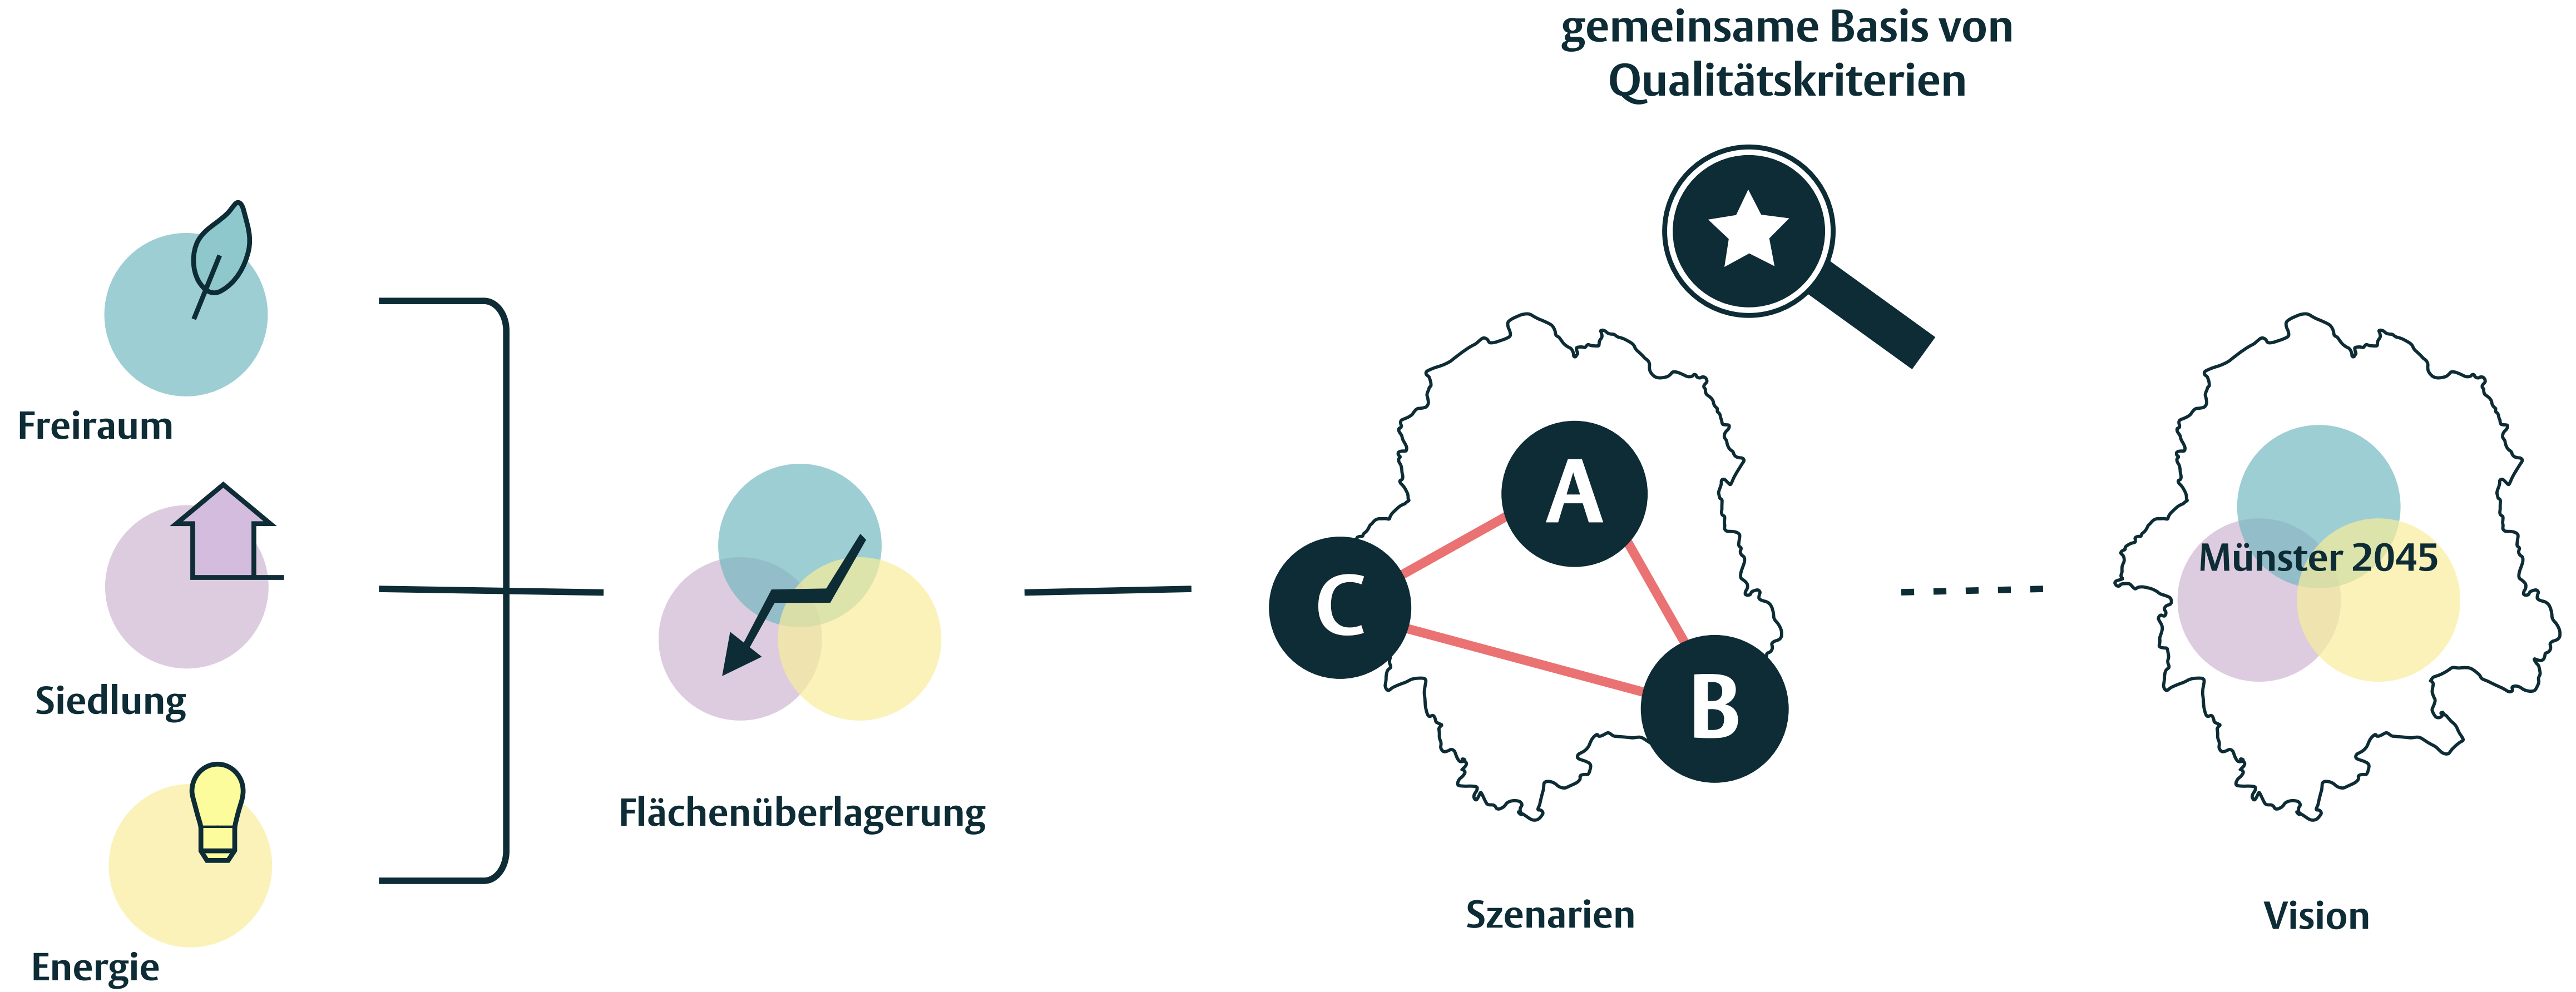 gemeinsame Basis von
Qualitätskriterien
Freiraum
Siedlung
Energie
Flächenüberlagerung
A
C
B
Szenarien
Münster 2045
Vision